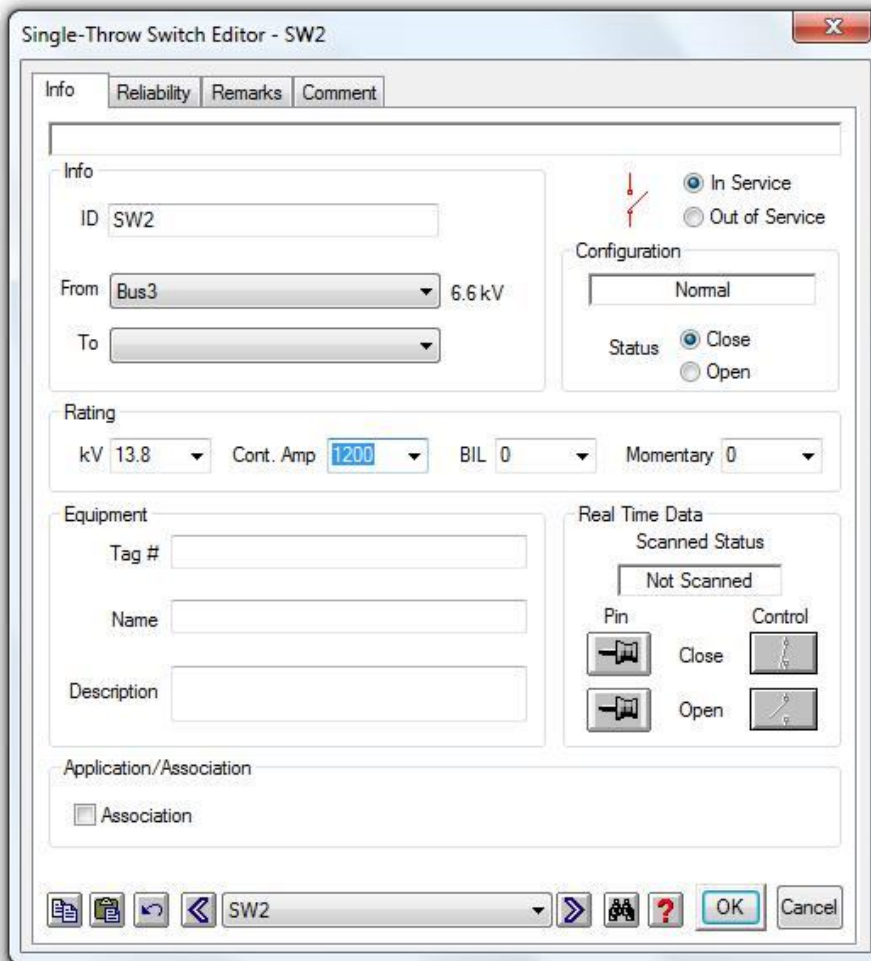 Single-Throw Switch Editor - SW2
X
Info Reliability Remarks Comment
Info
ID SW2
In Service
Out of Service
From Bus3 6.6 kV
To
Configuration
Normal
Status Close
Open
Rating
kV 13.8 Cont. Amp 1200 BIL 0 Momentary 0
Equipment
Tag #
Name
Description
Real Time Data
Scanned Status
Not Scanned
Pin Control
Close
Open
Application/Association
Association
SW2 ? OK Cancel